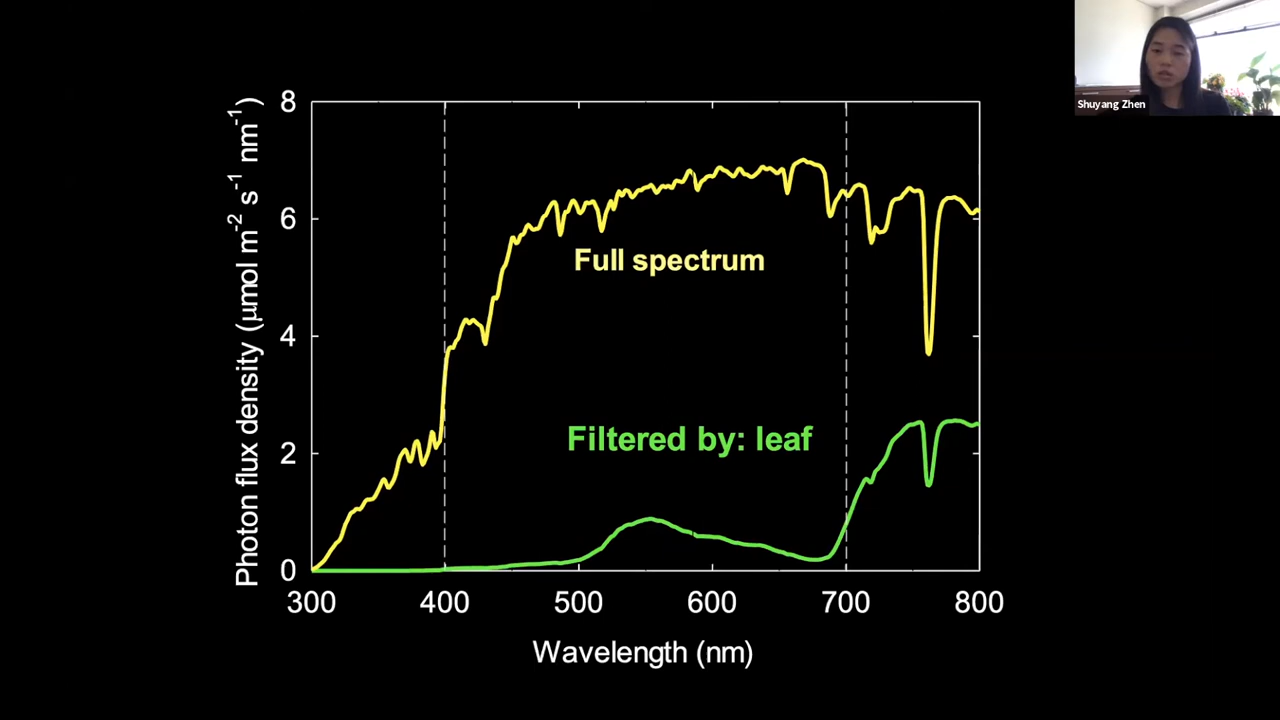 Shuyang Zhen
Photon flux density (μmol m-2 s-1 nm-1)
8
6
4
2
0
Full spectrum
Filtered by: leaf
300 400 500 600 700 800
Wavelength (nm)